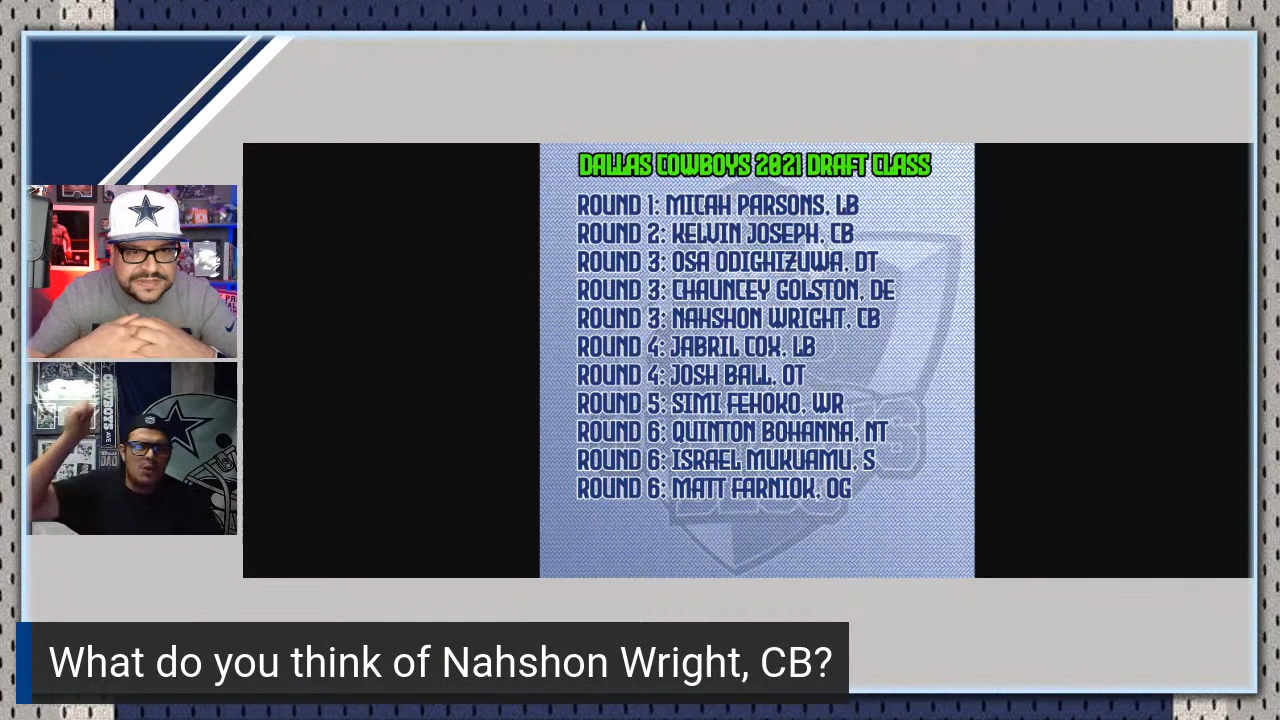 DALLAS COWBOYS 2021 DRAFT CLASS
ROUND 1: MICAH PARSONS, LB
ROUND 2: KELVIN JOSEPH, CB
ROUND 3: OSA ODIGHIZUWA, DT
ROUND 3: CHAUNCEY GOLSTON, DE
ROUND 3: NAHSHON WRIGHT, CB
ROUND 4: JABRIL COX, LB
ROUND 4: JOSH BALL, OT
ROUND 5: SIMI FEHOKO, WR
ROUND 6: QUINTON BOHANNA, NT
ROUND 6: ISRAEL MUKUAMU, S
ROUND 6: MATT FARNIOK, OG
COWBOYS
DAD
What do you think of Nahshon Wright, CB?